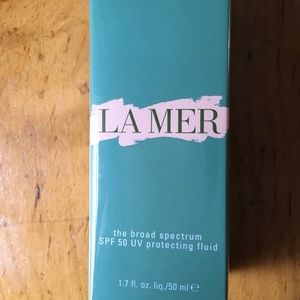 LA MER
the broad spectrum
SPF 50 UV protecting fluid
1.7 fl. oz. liq./50 ml ℮